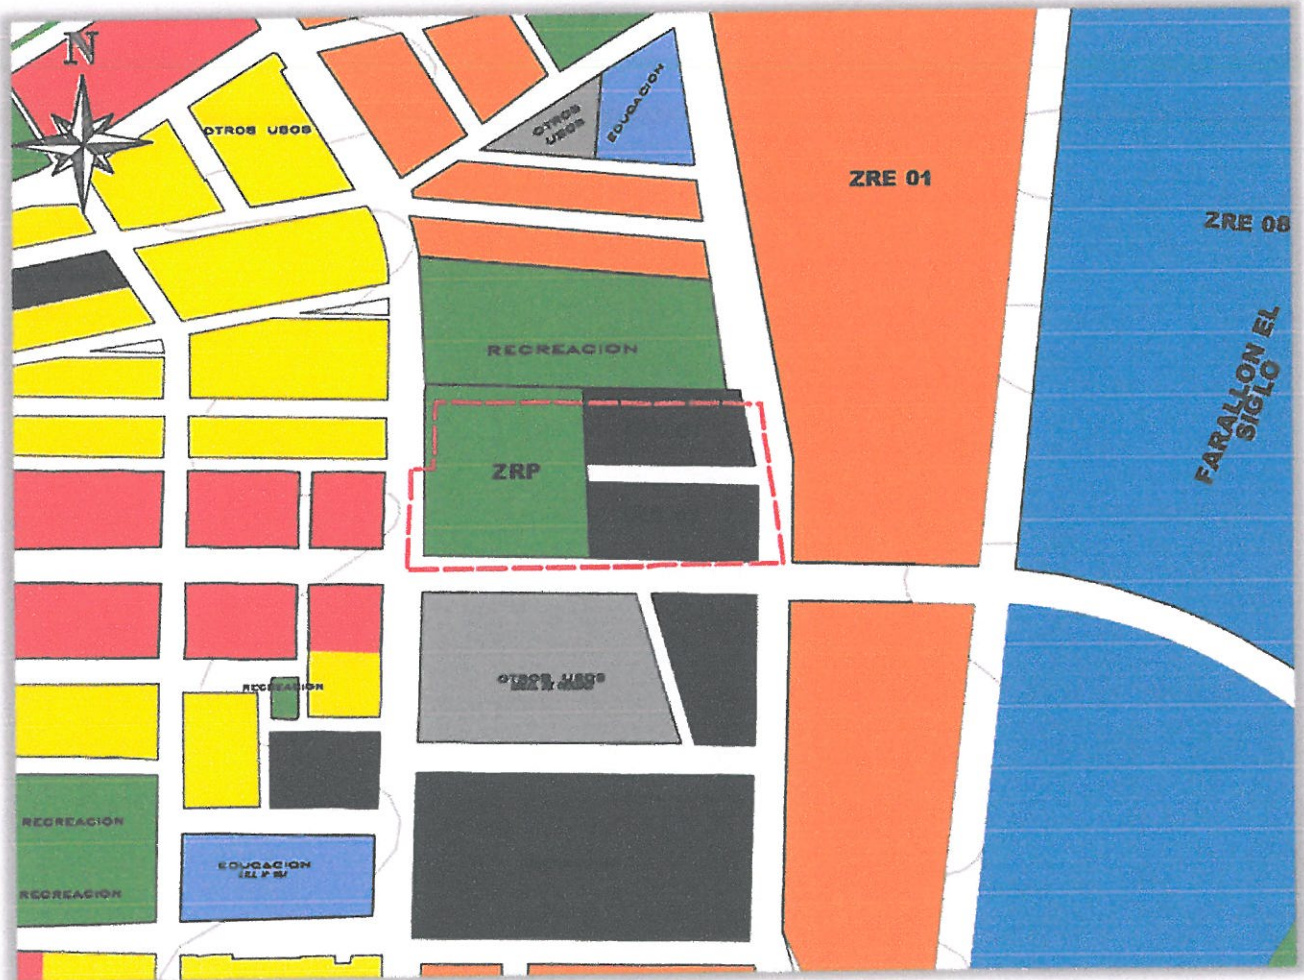 N
OTROS USOS
OTROS
USOS
EDUCACION
ZRE 01
ZRE 08
RECREACION
FARALLON EL
SIGLO
ZRP
OTROS USOS
RECREACION
RECREACION
EDUCACION
RECREACION